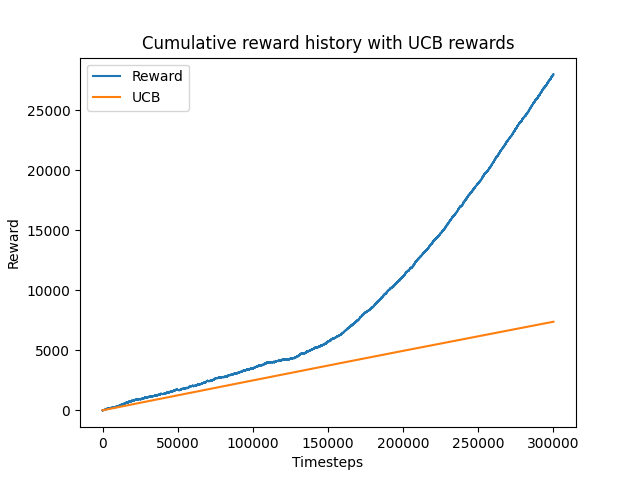 Cumulative reward history with UCB rewards
Reward
UCB
25000
20000
15000
10000
5000
0
Reward
0 50000 100000 150000 200000 250000 300000
Timesteps